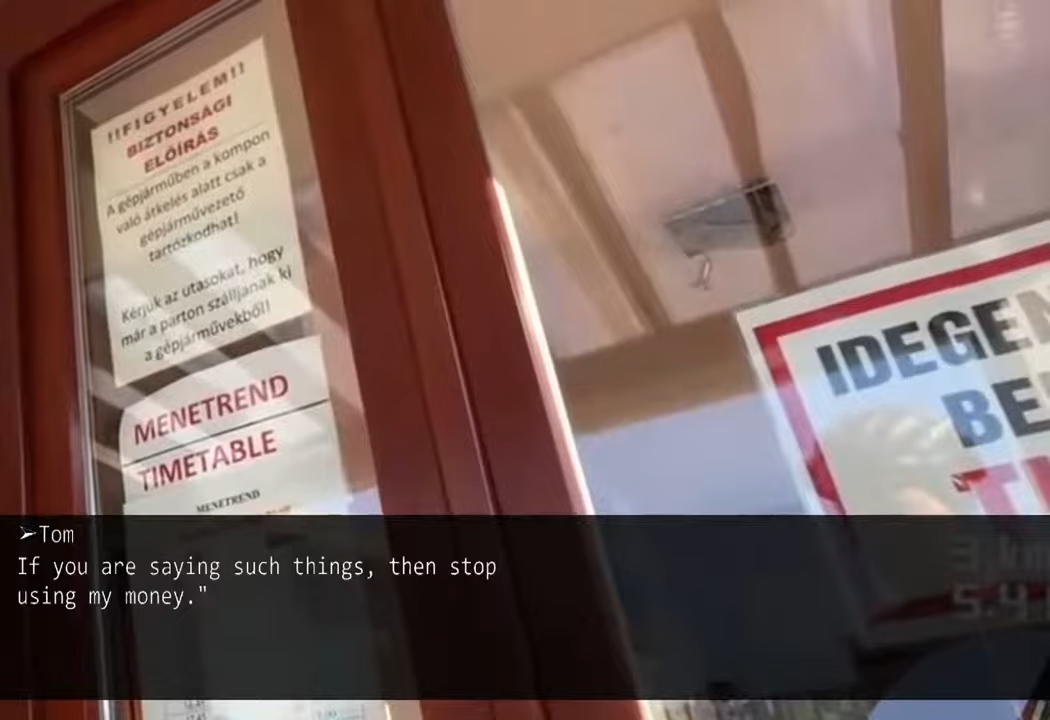 !!FIGYELEM!!
BIZTONSÁGI
ELŐÍRÁS
A gépjárműben a kompon
való átkelés alatt csak a
gépjárművezető
tartózkodhat!
Kérjük az utasokat, hogy
már a parton szálljanak ki
a gépjárművekből!
MENETREND
TIMETABLE
MENETREND
IDEGEN
BE
➢Tom
If you are saying such things, then stop
using my money."